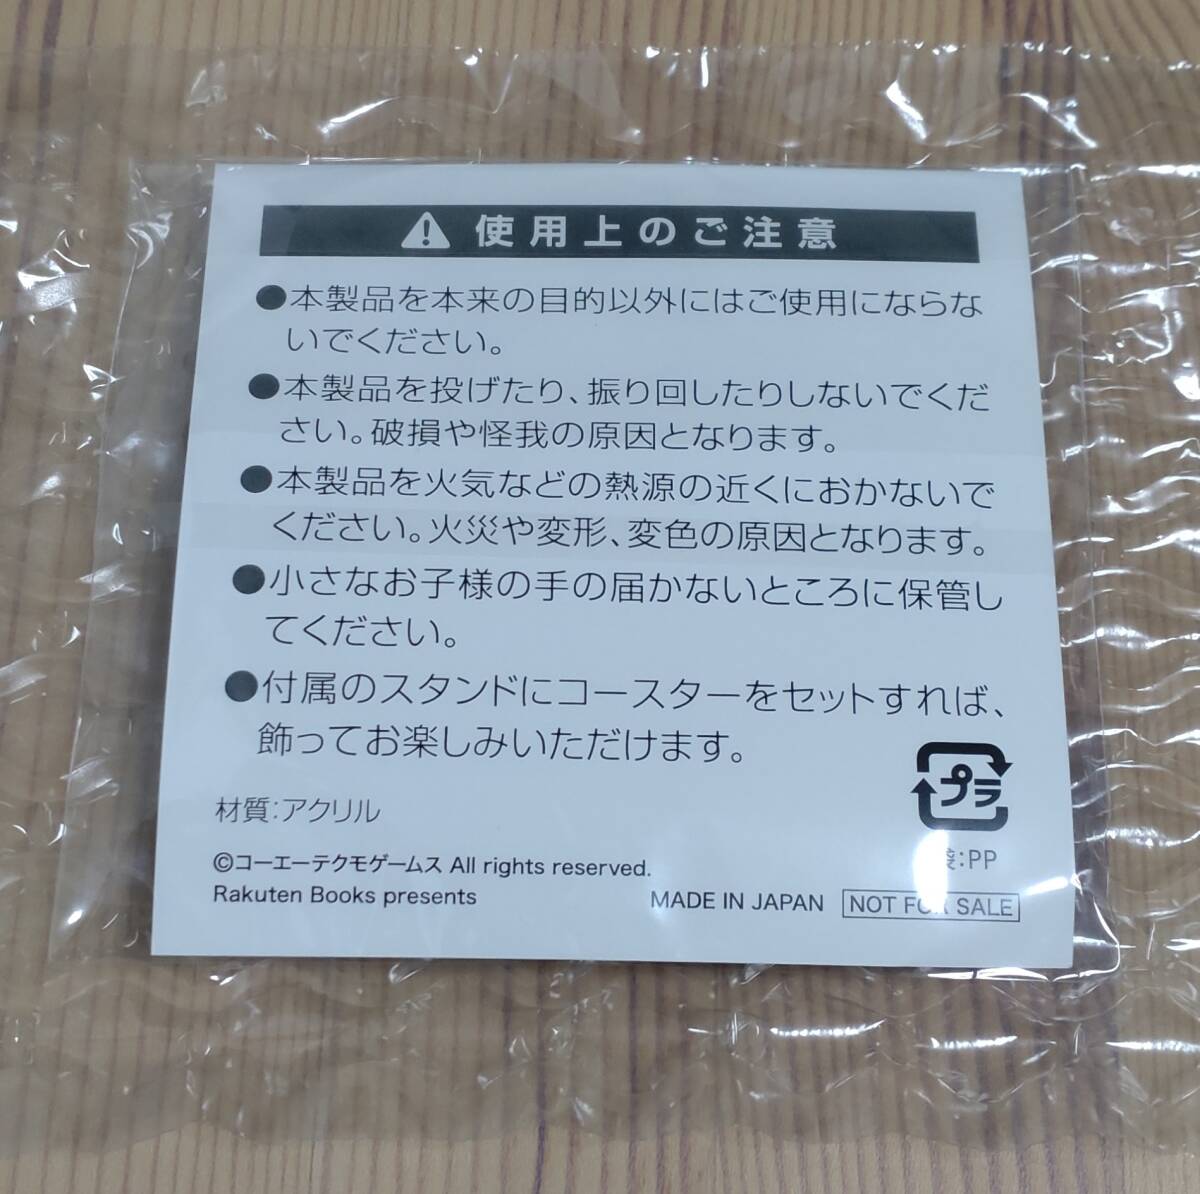 使用上のご注意
●本製品を本来の目的以外にはご使用にならな
いでください。
●本製品を投げたり、振り回したりしないでくだ
さい。破損や怪我の原因となります。
●本製品を火気などの熱源の近くにおかないで
ください。火災や変形、変色の原因となります。
●小さなお子様の手の届かないところに保管し
てください。
●付属のスタンドにコースターをセットすれば、
飾ってお楽しみいただけます。
プラ
材質:アクリル
袋:PP
©コーエーテクモゲームス All rights reserved.
Rakuten Books presents
MADE IN JAPAN
NOT FOR SALE